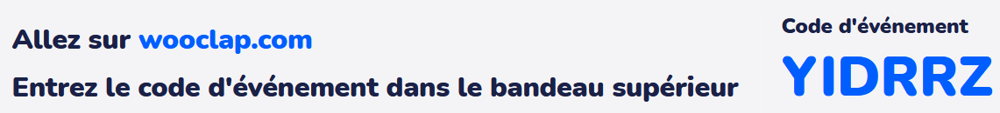 Allez sur wooclap.com
Entrez le code d'événement dans le bandeau supérieur
Code d'événement
YIDRRZ